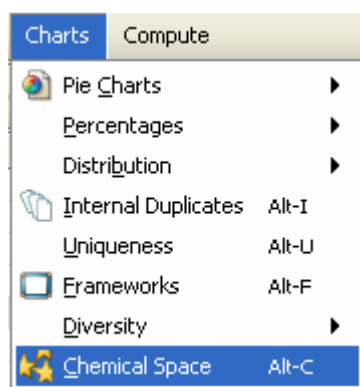 Charts Compute
Pie Charts
Percentages
Distribution
Internal Duplicates Alt-I
Uniqueness Alt-U
Frameworks Alt-F
Diversity
Chemical Space Alt-C